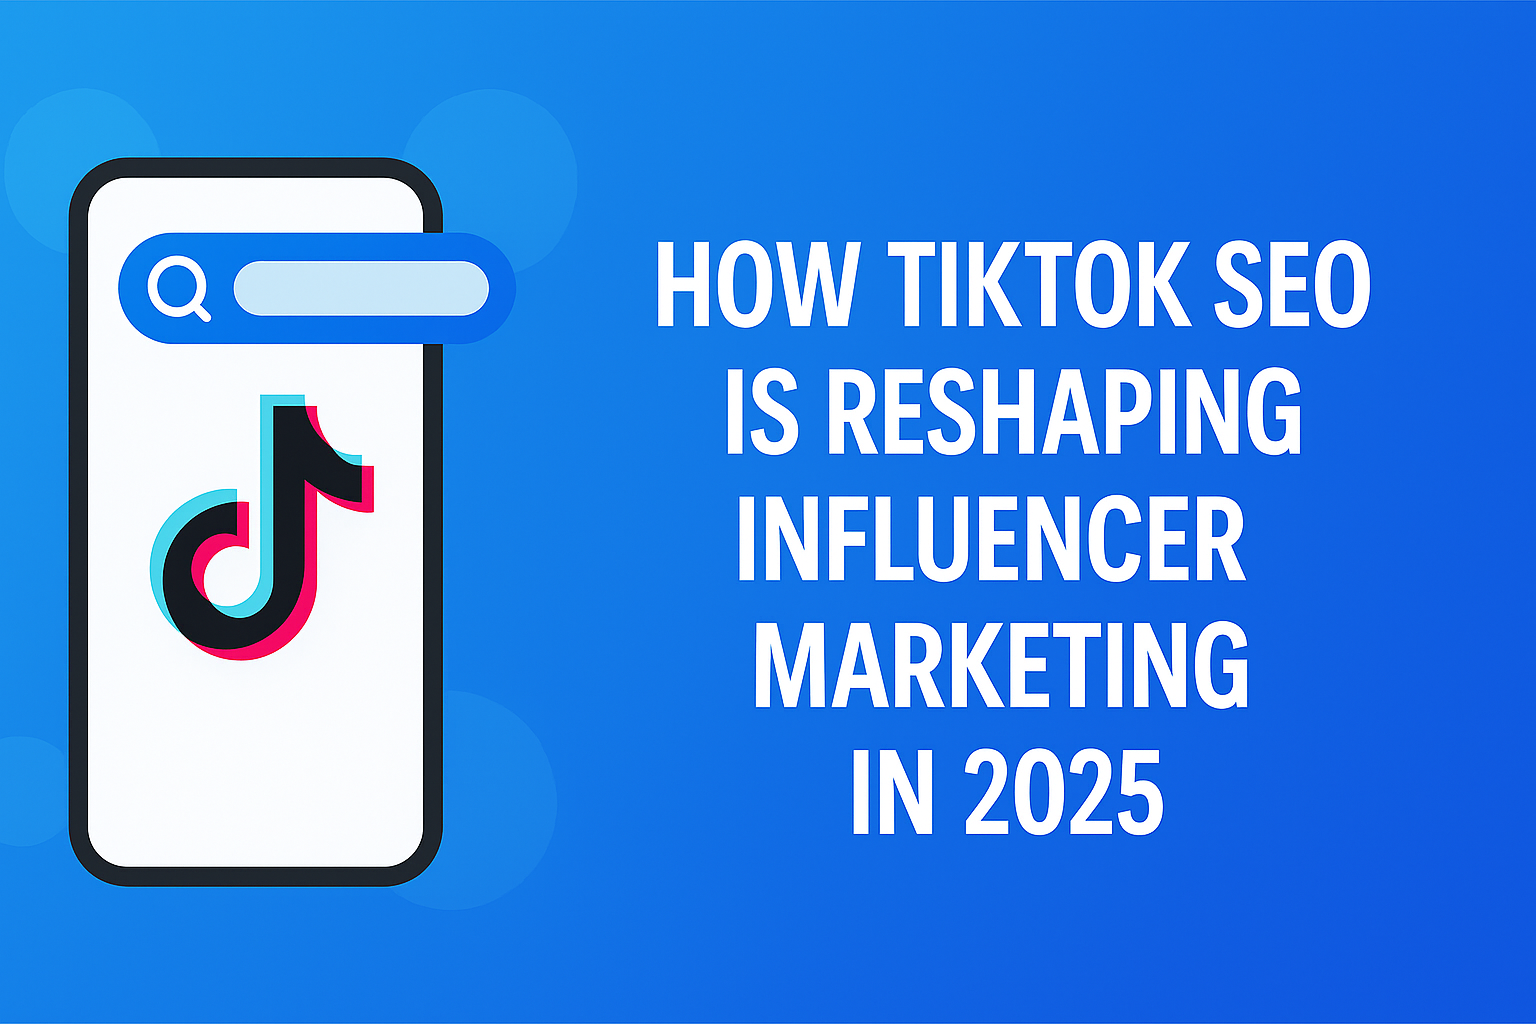 HOW TIKTOK SEO
IS RESHAPING
INFLUENCER
MARKETING
IN 2025